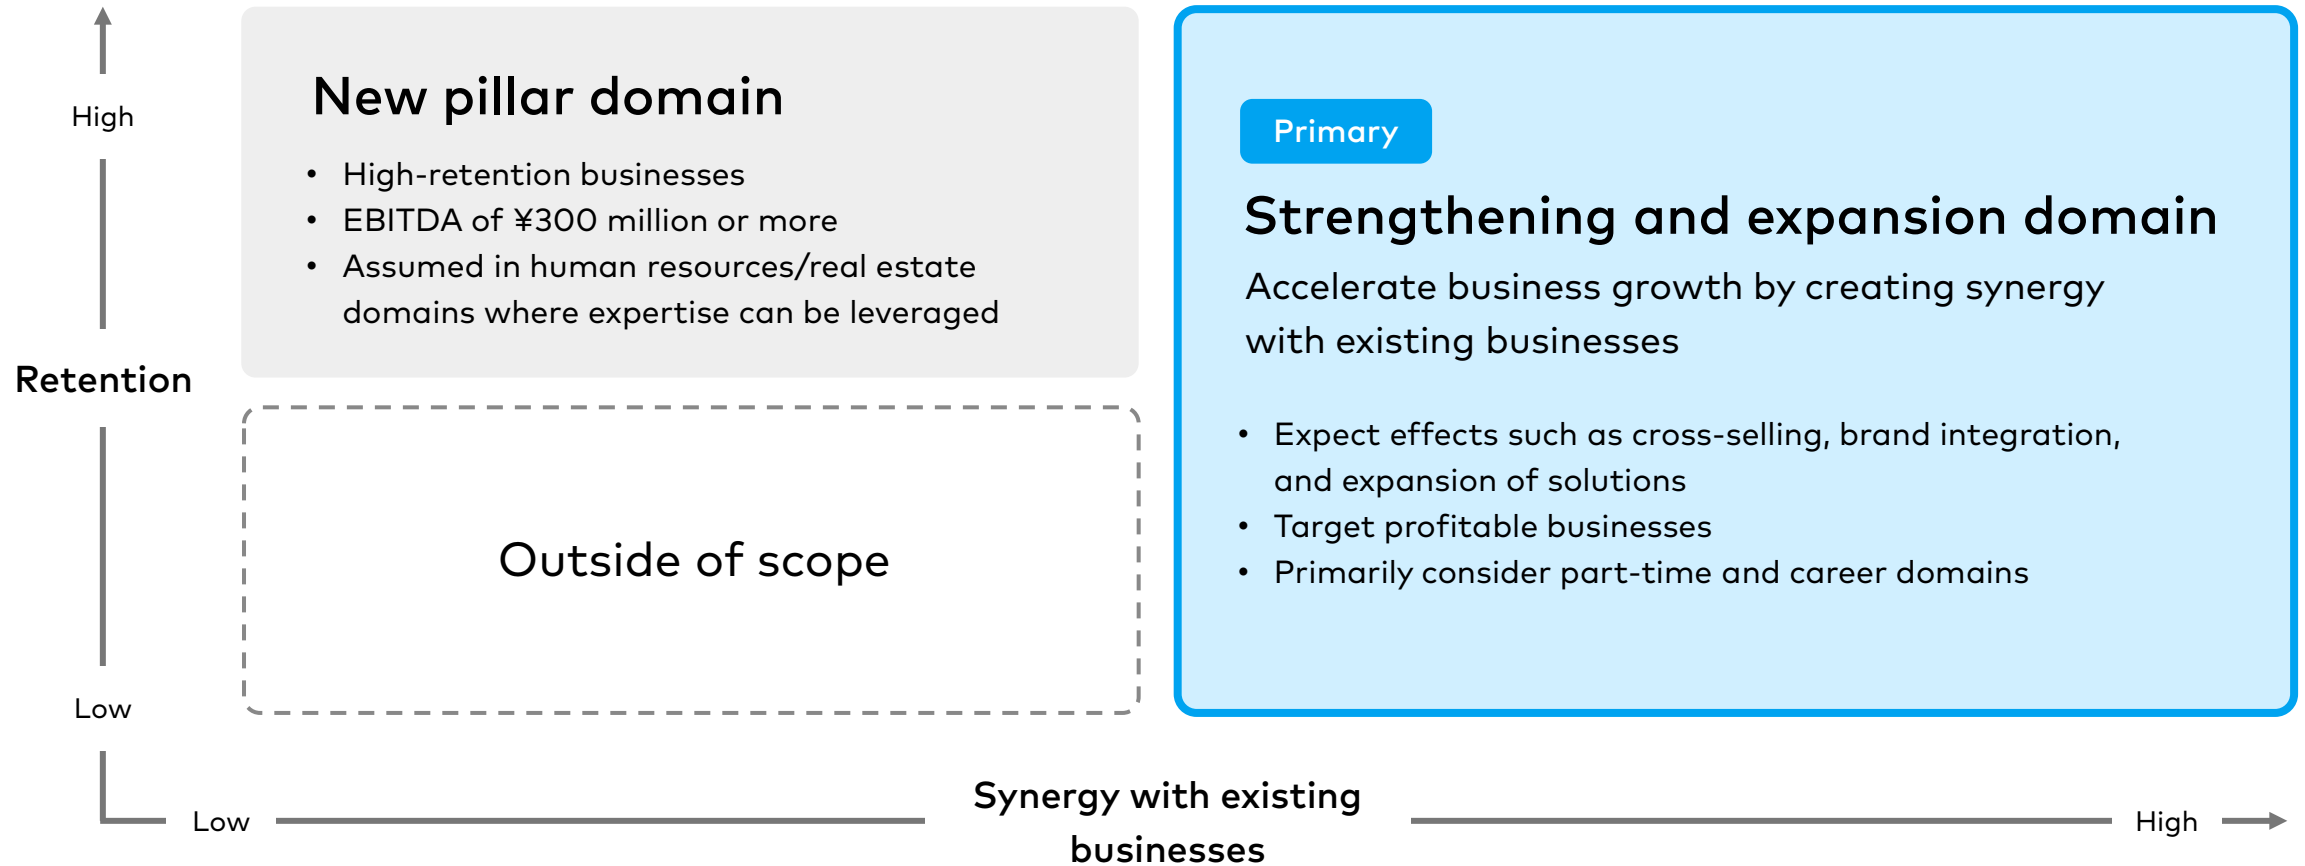 High
Retention
Low
New pillar domain
• High-retention businesses
• EBITDA of ¥300 million or more
• Assumed in human resources/real estate
domains where expertise can be leveraged
Outside of scope
Primary
Strengthening and expansion domain
Accelerate business growth by creating synergy
with existing businesses
• Expect effects such as cross-selling, brand integration,
and expansion of solutions
• Target profitable businesses
• Primarily consider part-time and career domains
Low
Synergy with existing
businesses
High